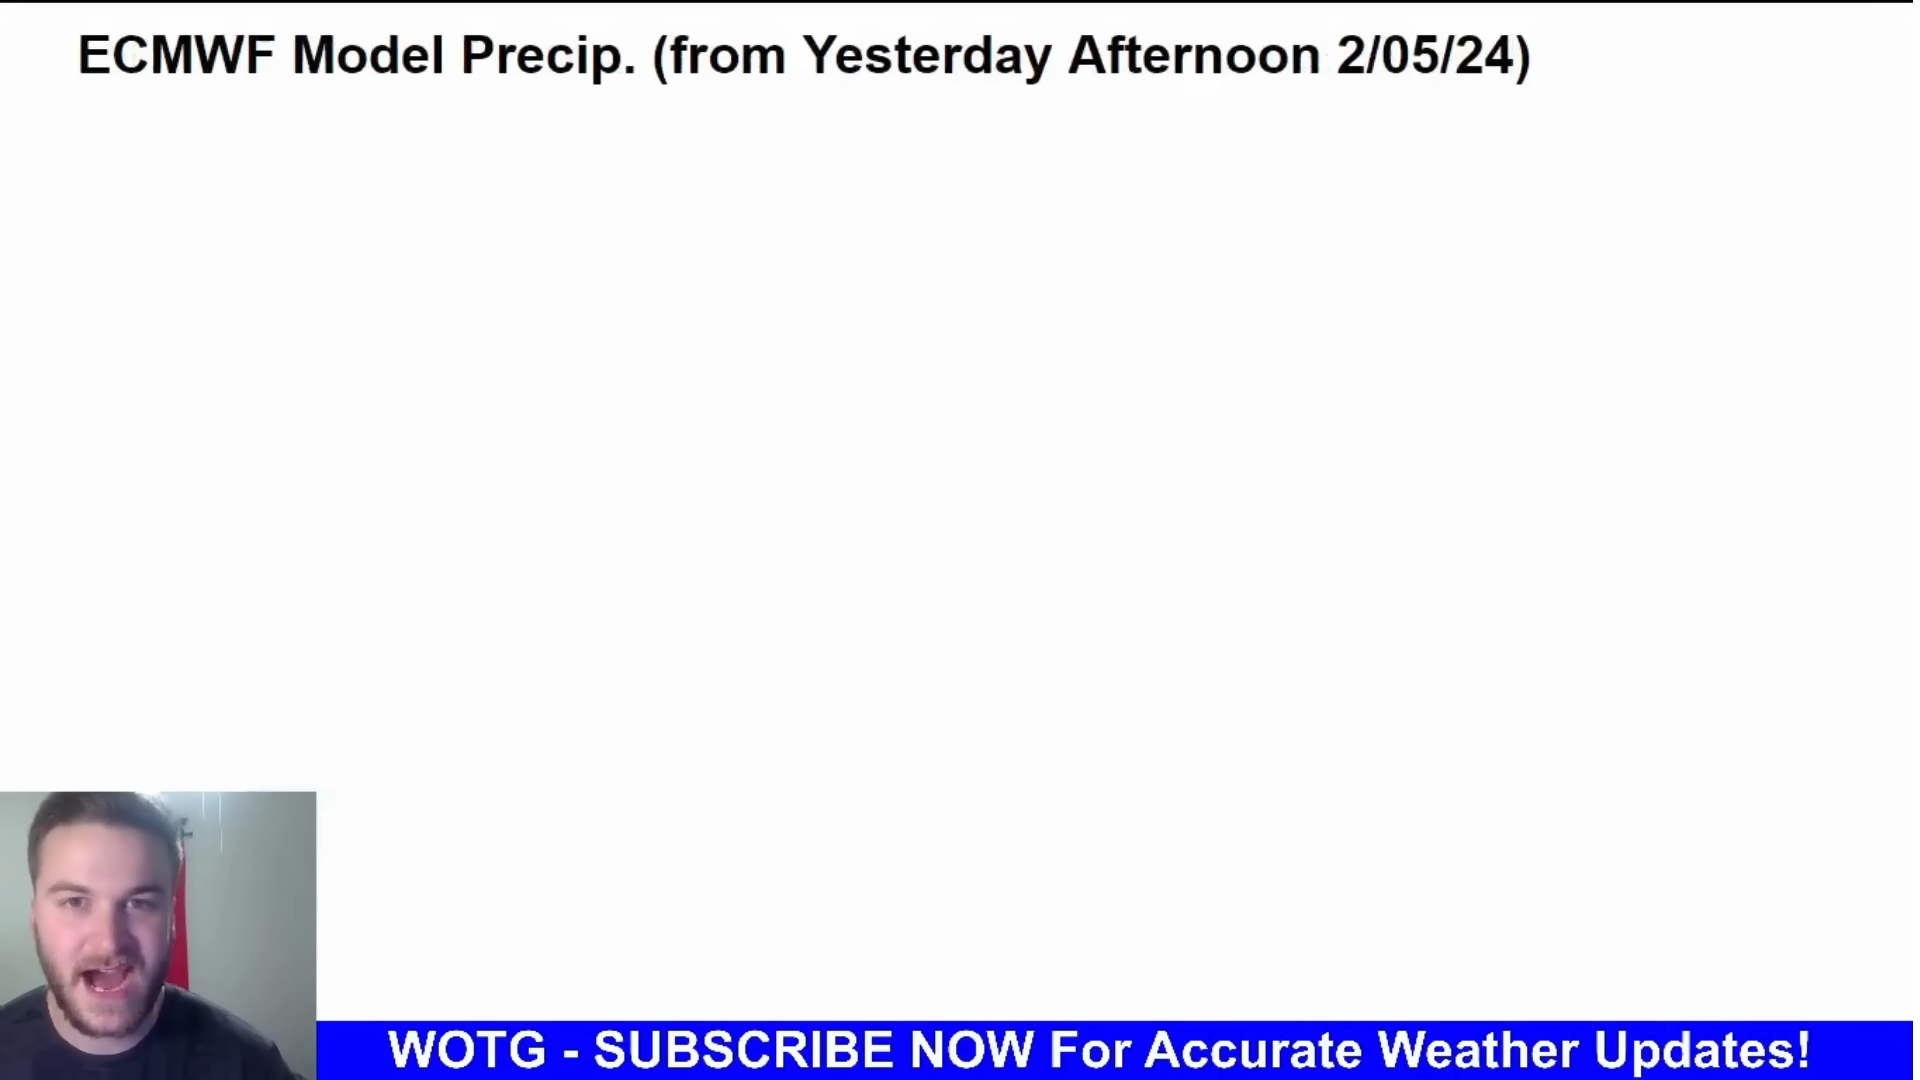 ECMWF Model Precip. (from Yesterday Afternoon 2/05/24)
WOTG - SUBSCRIBE NOW For Accurate Weather Updates!